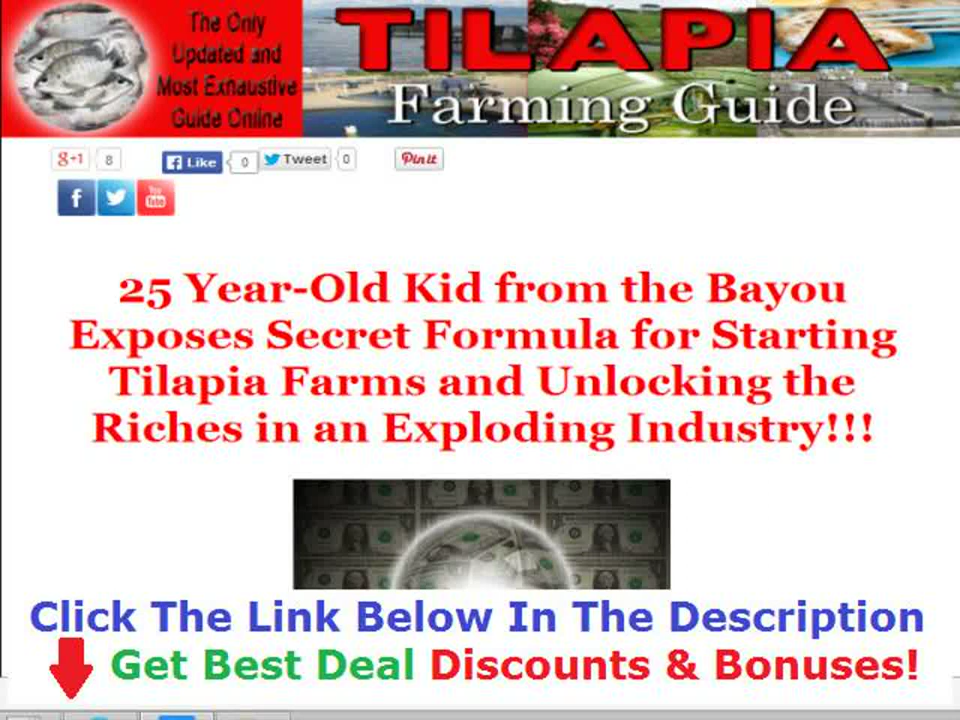 The Only
Updated and
Most Exhaustive
Guide Online
TILAPIA
Farming Guide
g+1 8 Like 0 Tweet 0 Pin it
f You Tube
25 Year-Old Kid from the Bayou
Exposes Secret Formula for Starting
Tilapia Farms and Unlocking the
Riches in an Exploding Industry!!!
Click The Link Below In The Description
Get Best Deal Discounts & Bonuses!